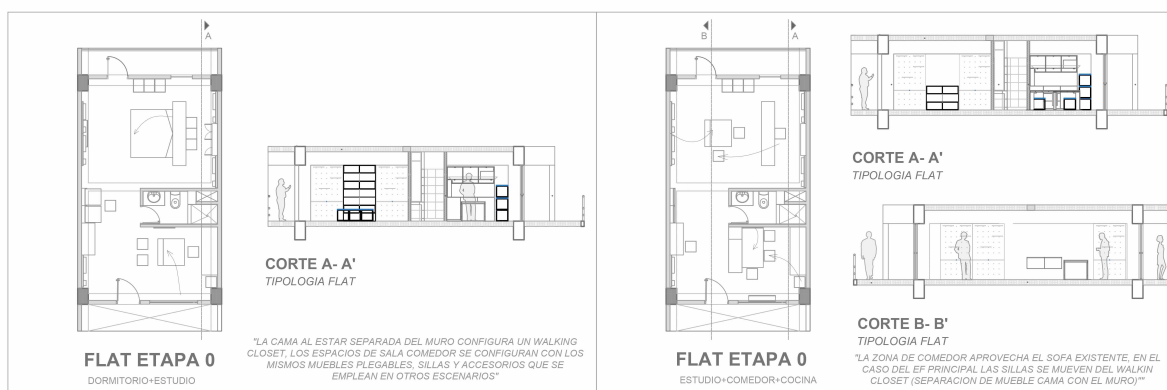 A
CORTE A- A'
TIPOLOGIA FLAT
FLAT ETAPA 0
DORMITORIO+ESTUDIO
"LA CAMA AL ESTAR SEPARADA DEL MURO CONFIGURA UN WALKING
CLOSET, LOS ESPACIOS DE SALA COMEDOR SE CONFIGURAN CON LOS
MISMOS MUEBLES PLEGABLES, SILLAS Y ACCESORIOS QUE SE
EMPLEAN EN OTROS ESCENARIOS"
B
A
FLAT ETAPA 0
ESTUDIO+COMEDOR+COCINA
CORTE A- A'
TIPOLOGIA FLAT
CORTE B- B'
TIPOLOGIA FLAT
"LA ZONA DE COMEDOR APROVECHA EL SOFA EXISTENTE, EN EL
CASO DEL EF PRINCIPAL LAS SILLAS SE MUEVEN DEL WALKIN
CLOSET (SEPARACION DE MUEBLE CAMA CON EL MURO)""